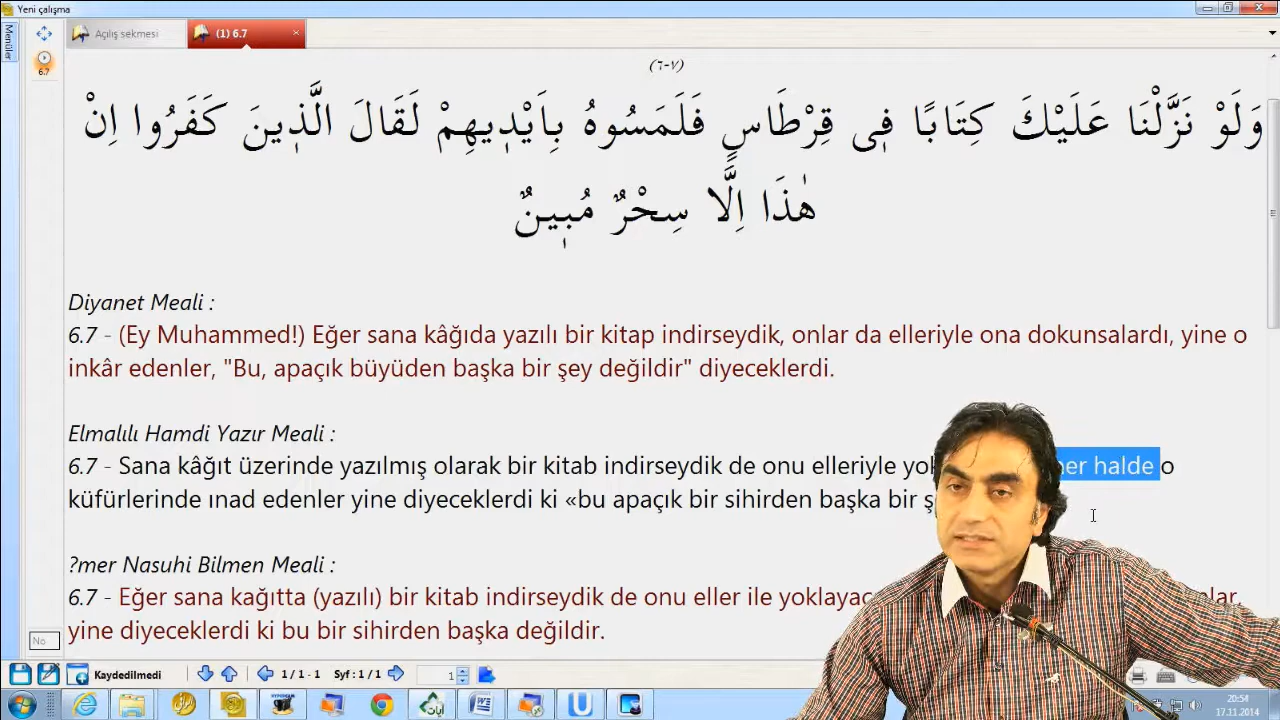 Yeni çalışma
Menüler
Açılış sekmesi
(1) 6.7
6.7
(٦-٧)
وَلَوْ نَزَّلْنَا عَلَيْكَ كِتَابًا فٖى قِرْطَاسٍ فَلَمَسُوهُ بِاَيْدٖيهِمْ لَقَالَ الَّذٖينَ كَفَرُوا اِنْ
هٰذَا اِلَّا سِحْرٌ مُبٖينٌ
Diyanet Meali :
6.7 - (Ey Muhammed!) Eğer sana kâğıda yazılı bir kitap indirseydik, onlar da elleriyle ona dokunsalardı, yine o
inkâr edenler, "Bu, apaçık büyüden başka bir şey değildir" diyeceklerdi.
Elmalılı Hamdi Yazır Meali :
6.7 - Sana kâğıt üzerinde yazılmış olarak bir kitab indirseydik de onu elleriyle halde o
küfürlerinde ınad edenler yine diyeceklerdi ki «bu apaçık bir sihirden başka bir
?mer Nasuhi Bilmen Meali :
6.7 - Eğer sana kağıtta (yazılı) bir kitab indirseydik de onu eller ile
yine diyeceklerdi ki bu bir sihirden başka değildir.
No
Kaydedilmedi
1 / 1 - 1
Syf : 1 / 1
1
20:54
17.11.2014